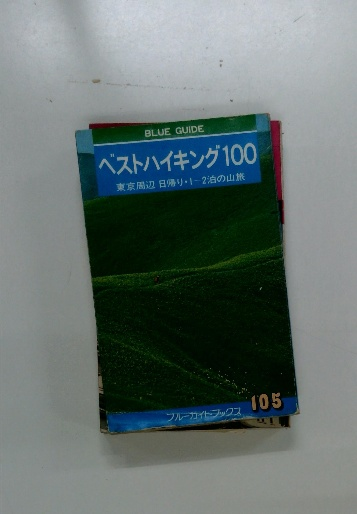 BLUE GUIDE
ベストハイキング100
東京周辺 日帰り・1−2泊の山旅
ブルーガイドブックス 105